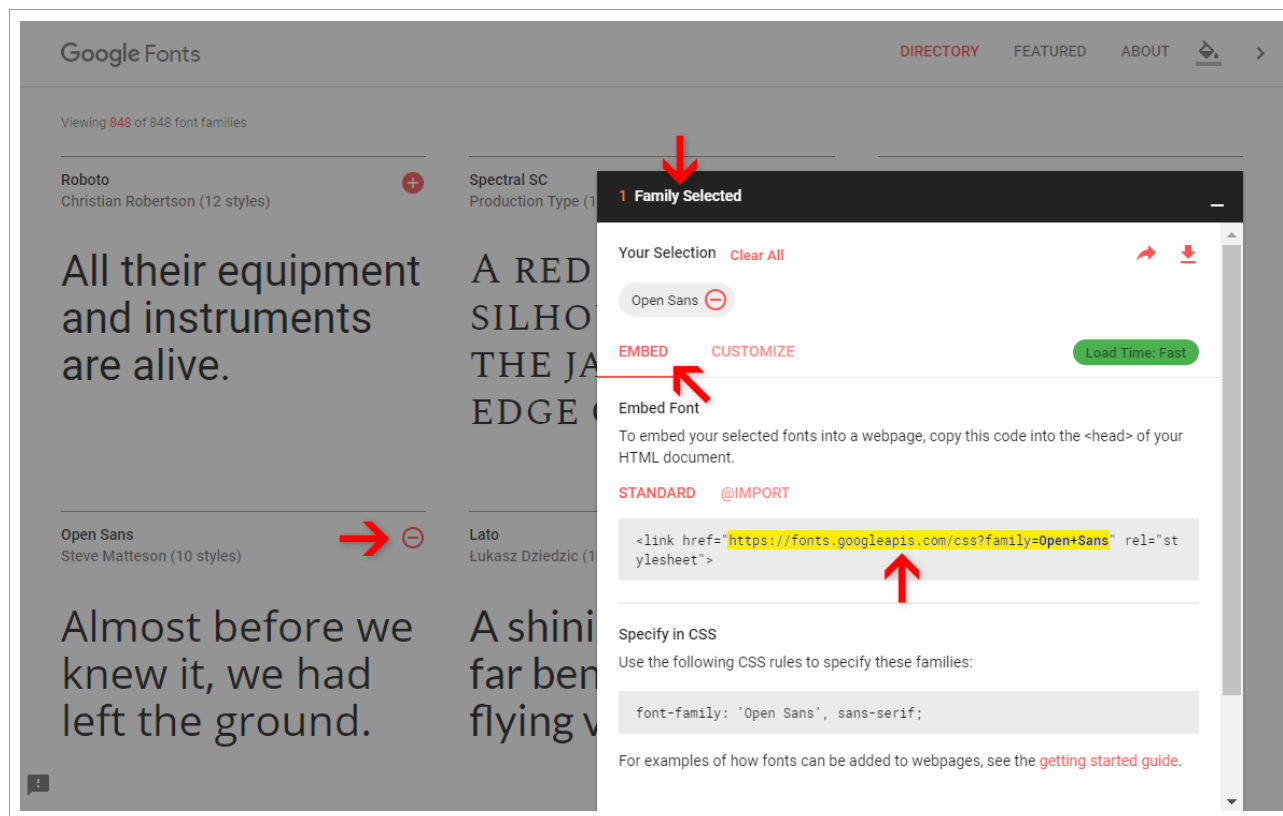 Google Fonts
DIRECTORY FEATURED ABOUT
Viewing 848 of 848 font families
Roboto
Christian Robertson (12 styles)
All their equipment
and instruments
are alive.
Spectral SC
Production Type (1
A RED
SILHO
THE JA
EDGE
Open Sans
Steve Matteson (10 styles)
Almost before we
knew it, we had
left the ground.
Lato
Łukasz Dziedzic (1
A shini
far ben
flying v
1 Family Selected
Your Selection Clear All
Open Sans
EMBED CUSTOMIZE
Load Time: Fast
Embed Font
To embed your selected fonts into a webpage, copy this code into the <head> of your
HTML document.
STANDARD @IMPORT
<link href="https://fonts.googleapis.com/css?family=Open+Sans" rel="st
ylesheet">
Specify in CSS
Use the following CSS rules to specify these families:
font-family: 'Open Sans', sans-serif;
For examples of how fonts can be added to webpages, see the getting started guide.